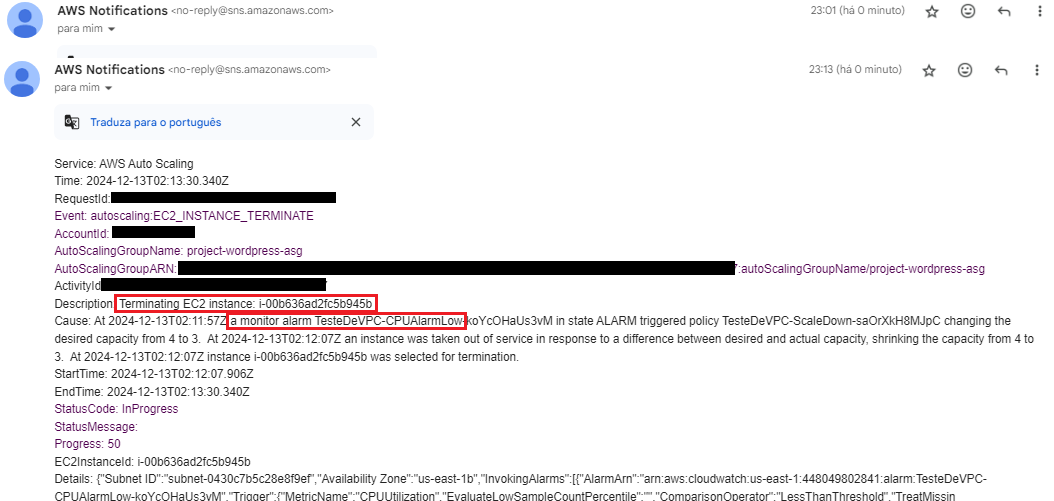 AWS Notifications <no-reply@sns.amazonaws.com> 23:01 (há 0 minuto)
para mim
AWS Notifications <no-reply@sns.amazonaws.com> 23:13 (há 0 minuto)
para mim
Traduza para o português
Service: AWS Auto Scaling
Time: 2024-12-13T02:13:30.340Z
RequestId:
Event: autoscaling:EC2_INSTANCE_TERMINATE
AccountId:
AutoScalingGroupName: project-wordpress-asg
AutoScalingGroupARN: :autoScalingGroupName/project-wordpress-asg
ActivityId
Description: Terminating EC2 instance: i-00b636ad2fc5b945b
Cause: At 2024-12-13T02:11:57Z a monitor alarm TesteDeVPC-CPUAlarmLow-koYcOHaUs3vM in state ALARM triggered policy TesteDeVPC-ScaleDown-saOrXkH8MJpC changing the
desired capacity from 4 to 3.  At 2024-12-13T02:12:07Z an instance was taken out of service in response to a difference between desired and actual capacity, shrinking the capacity from 4 to
3.  At 2024-12-13T02:12:07Z instance i-00b636ad2fc5b945b was selected for termination.
StartTime: 2024-12-13T02:12:07.906Z
EndTime: 2024-12-13T02:13:30.340Z
StatusCode: InProgress
StatusMessage:
Progress: 50
EC2InstanceId: i-00b636ad2fc5b945b
Details: {"Subnet ID":"subnet-0430c7b5c28e8f9ef","Availability Zone":"us-east-1b","InvokingAlarms":[{"AlarmArn":"arn:aws:cloudwatch:us-east-1:448049802841:alarm:TesteDeVPC-
CPUAlarmLow-koYcOHaUs3vM","Trigger":{"MetricName":"CPUUtilization","EvaluateLowSampleCountPercentile":"","ComparisonOperator":"LessThanThreshold","TreatMissin